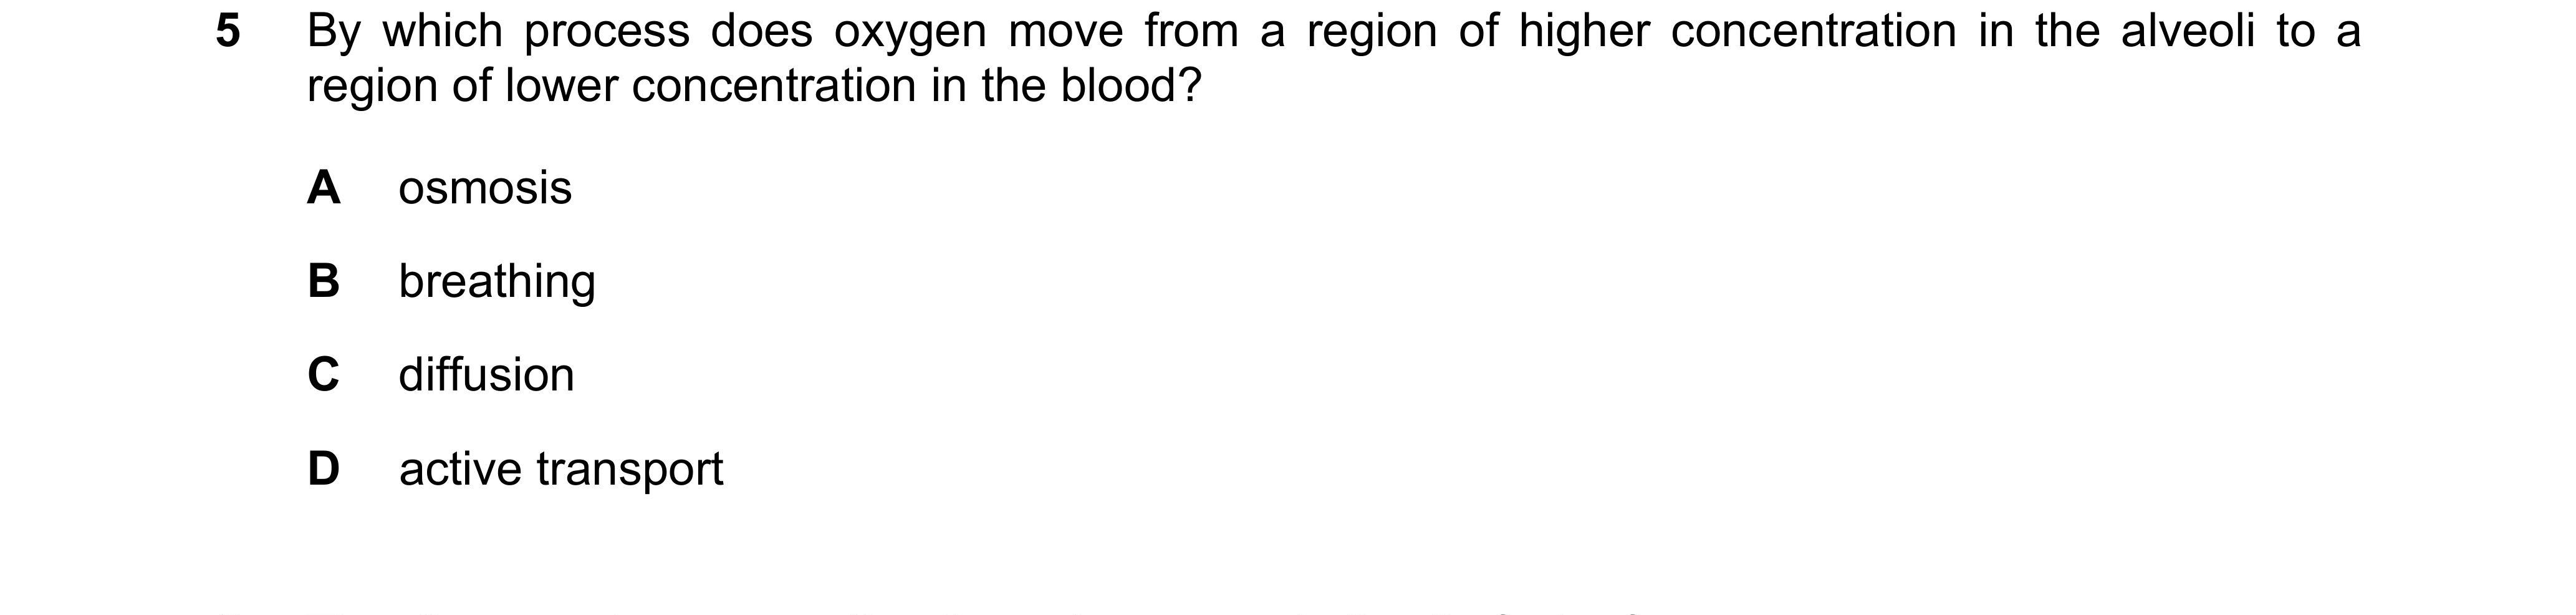 5 By which process does oxygen move from a region of higher concentration in the alveoli to a
region of lower concentration in the blood?
A osmosis
B breathing
C diffusion
D active transport